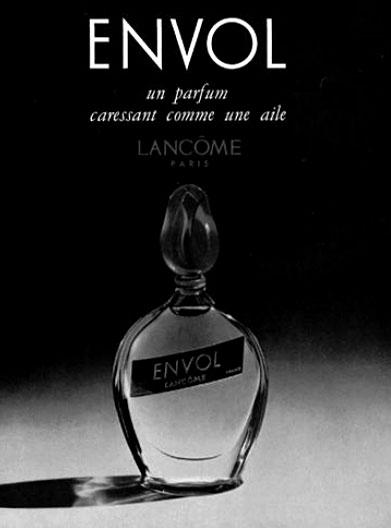 ENVOL
un parfum
caressant comme une aile
LANCÔME
PARIS
ENVOL
LANCÔME